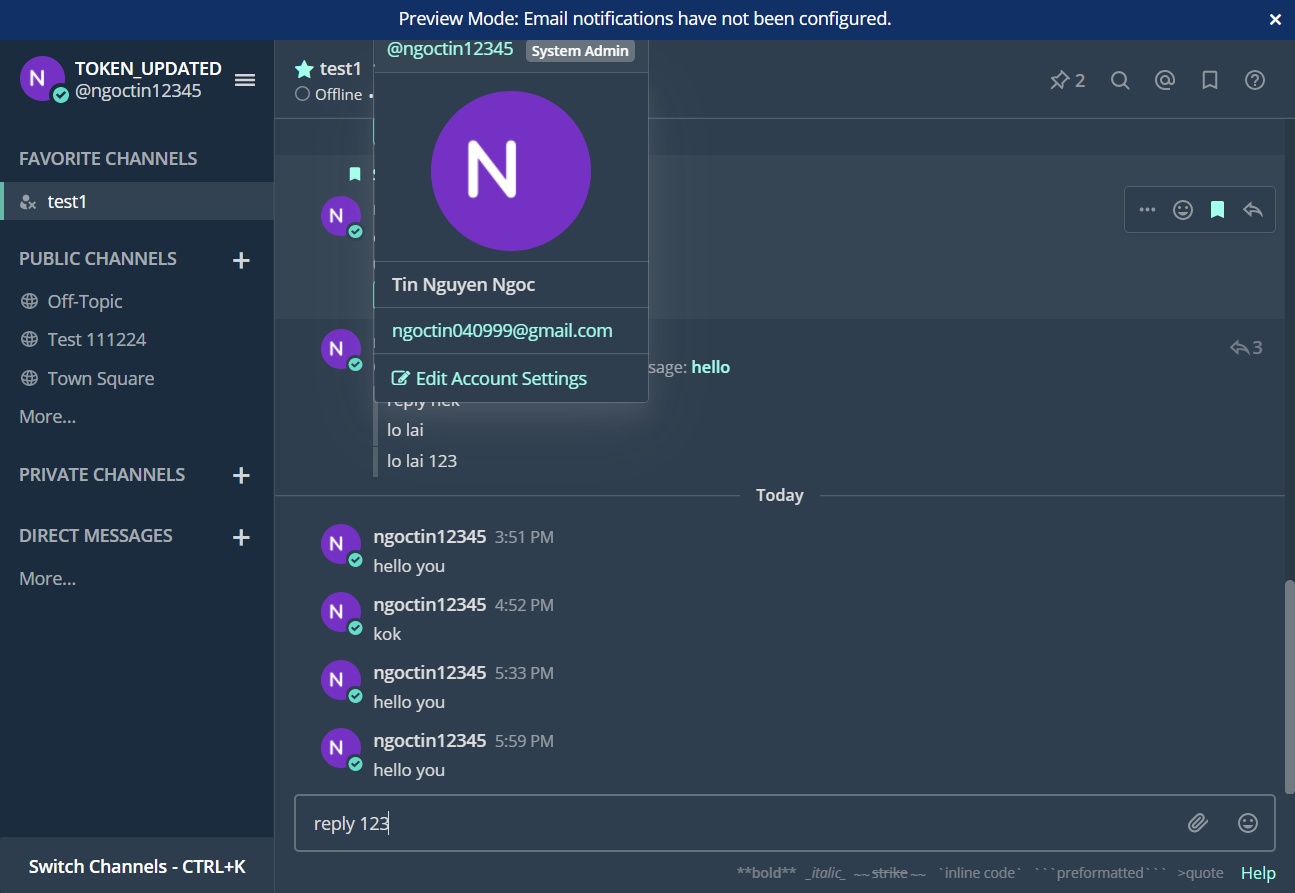 Preview Mode: Email notifications have not been configured. ×
N TOKEN_UPDATED
@ngoctin12345
FAVORITE CHANNELS
test1
PUBLIC CHANNELS +
Off-Topic
Test 111224
Town Square
More...
PRIVATE CHANNELS +
DIRECT MESSAGES +
More...
Switch Channels - CTRL+K
test1
Offline •
2
@ngoctin12345 System Admin
N
Tin Nguyen Ngoc
ngoctin040999@gmail.com
Edit Account Settings
N
N
3
sage: hello
reply hek
lo lai
lo lai 123
Today
N ngoctin12345 3:51 PM
hello you
N ngoctin12345 4:52 PM
kok
N ngoctin12345 5:33 PM
hello you
N ngoctin12345 5:59 PM
hello you
reply 123
**bold** _italic_ ~~strike~~ `inline code` ```preformatted``` >quote Help